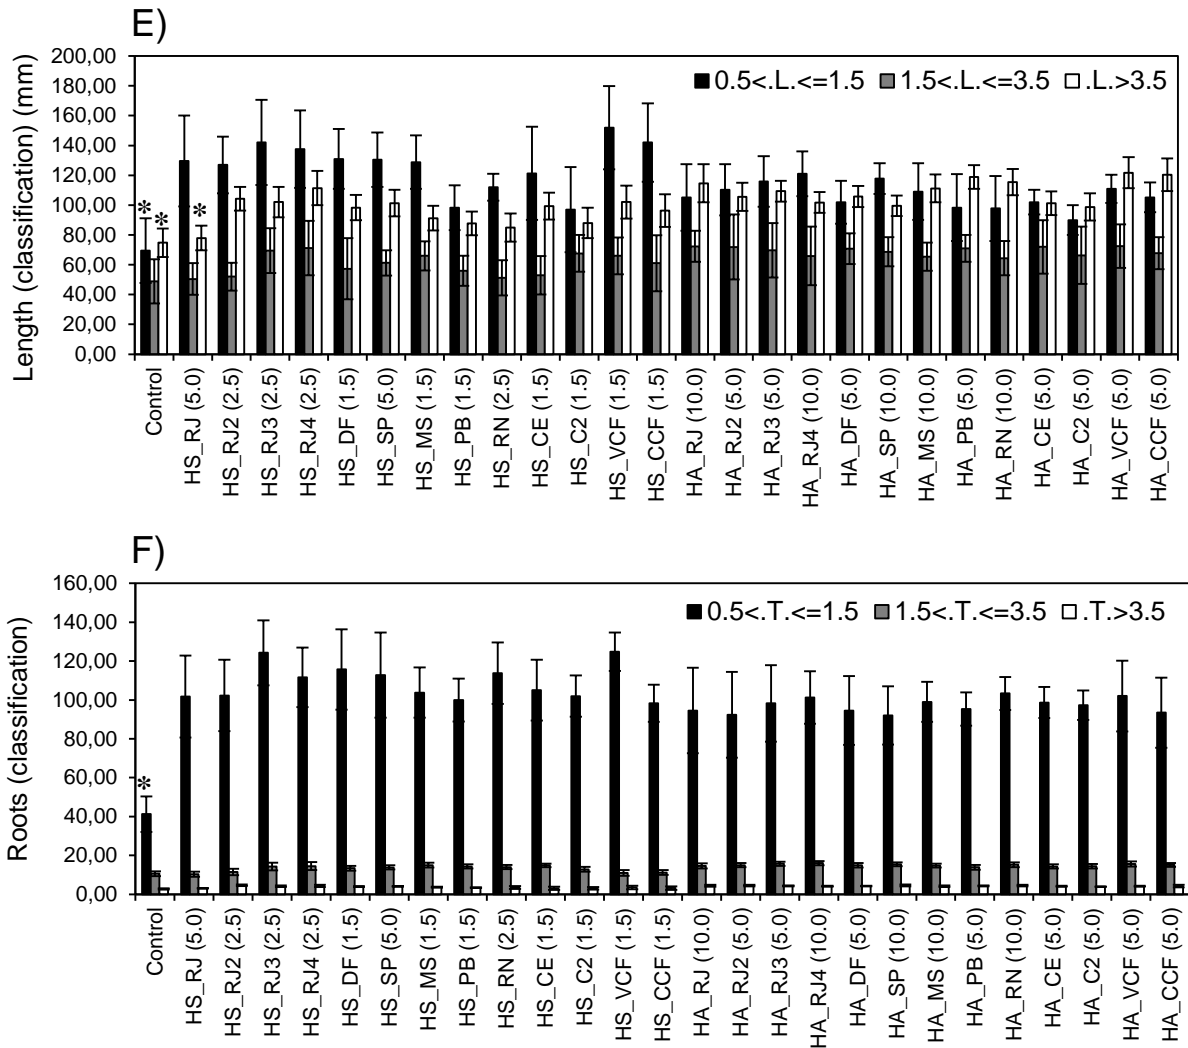 E)
Length (classification) (mm)
200,00
180,00
160,00
140,00
120,00
100,00
80,00
60,00
40,00
20,00
0,00
0.5<.L.<=1.5 1.5<.L.<=3.5 .L.>3.5
* * *
Control
HS_RJ (5.0)
HS_RJ2 (2.5)
HS_RJ3 (2.5)
HS_RJ4 (2.5)
HS_DF (1.5)
HS_SP (5.0)
HS_MS (1.5)
HS_PB (1.5)
HS_RN (2.5)
HS_CE (1.5)
HS_C2 (1.5)
HS_VCF (1.5)
HS_CCF (1.5)
HA_RJ (10.0)
HA_RJ2 (5.0)
HA_RJ3 (5.0)
HA_RJ4 (10.0)
HA_DF (5.0)
HA_SP (10.0)
HA_MS (10.0)
HA_PB (5.0)
HA_RN (10.0)
HA_CE (5.0)
HA_C2 (5.0)
HA_VCF (5.0)
HA_CCF (5.0)
F)
Roots (classification)
160,00
140,00
120,00
100,00
80,00
60,00
40,00
20,00
0,00
0.5<.T.<=1.5 1.5<.T.<=3.5 .T.>3.5
*
Control
HS_RJ (5.0)
HS_RJ2 (2.5)
HS_RJ3 (2.5)
HS_RJ4 (2.5)
HS_DF (1.5)
HS_SP (5.0)
HS_MS (1.5)
HS_PB (1.5)
HS_RN (2.5)
HS_CE (1.5)
HS_C2 (1.5)
HS_VCF (1.5)
HS_CCF (1.5)
HA_RJ (10.0)
HA_RJ2 (5.0)
HA_RJ3 (5.0)
HA_RJ4 (10.0)
HA_DF (5.0)
HA_SP (10.0)
HA_MS (10.0)
HA_PB (5.0)
HA_RN (10.0)
HA_CE (5.0)
HA_C2 (5.0)
HA_VCF (5.0)
HA_CCF (5.0)